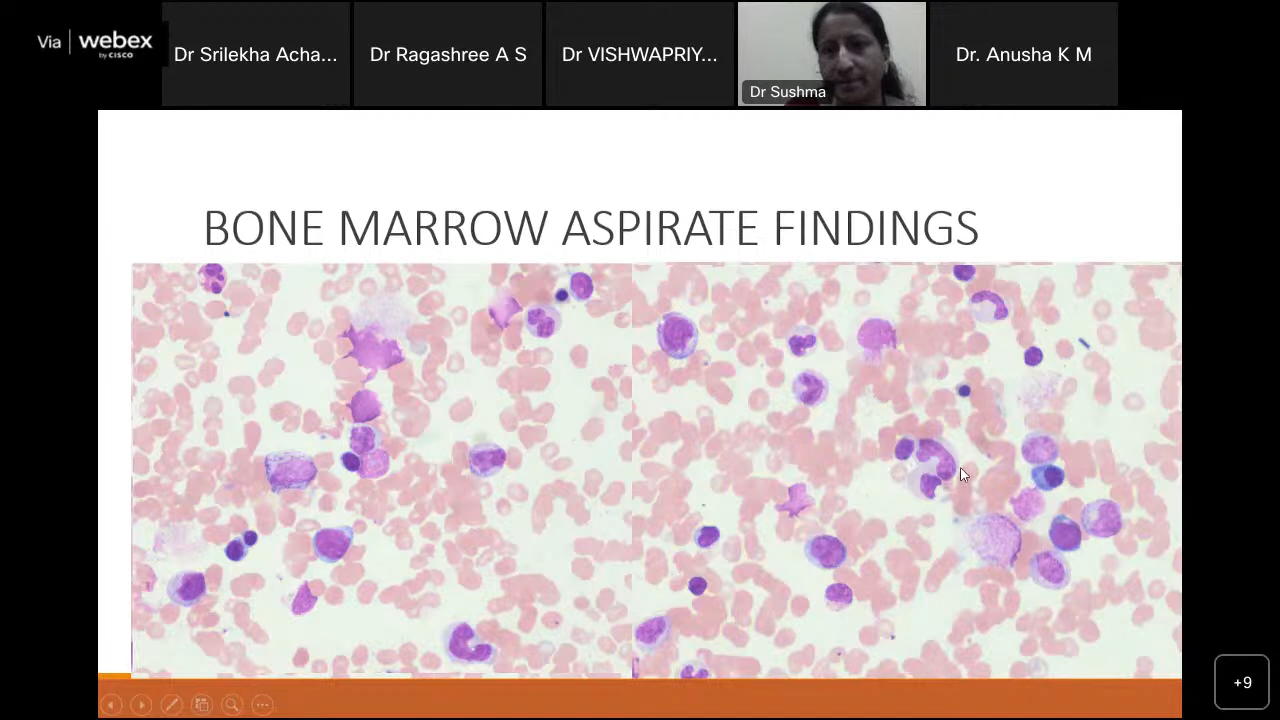 Via webex
by CISCO
Dr Srilekha Acha...
Dr Ragashree A S
Dr VISHWAPRIY...
Dr Sushma
Dr. Anusha K M
BONE MARROW ASPIRATE FINDINGS
+9